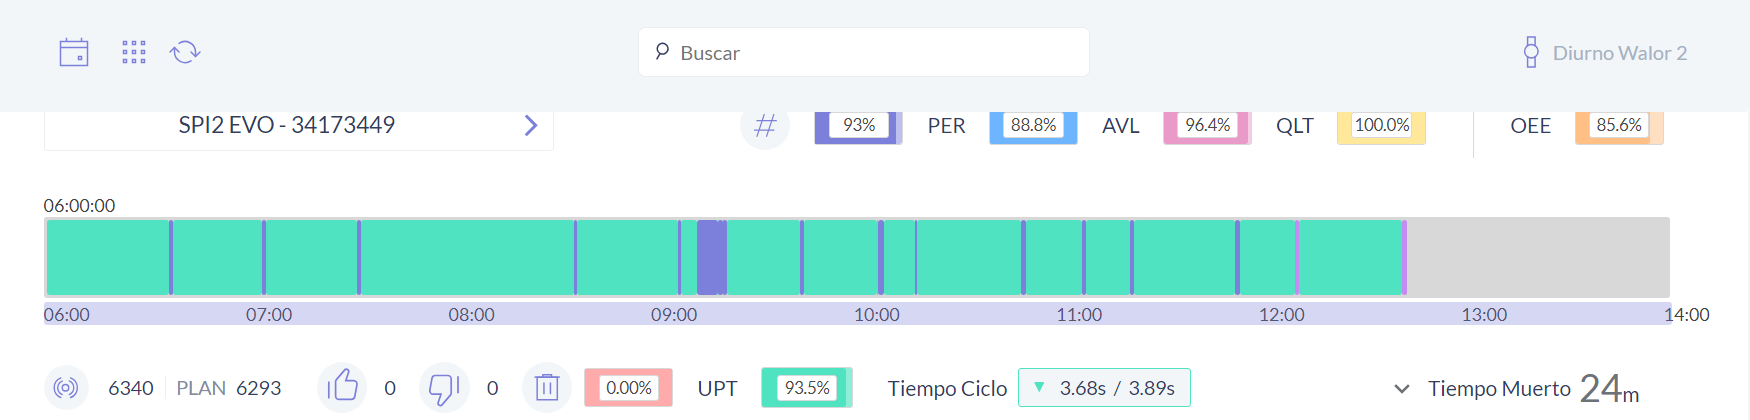 Buscar
Diurno Walor 2
SPI2 EVO - 34173449
93% PER 88.8% AVL 96.4% QLT 100.0% OEE 85.6%
06:00:00
06:00 07:00 08:00 09:00 10:00 11:00 12:00 13:00 14:00
6340 PLAN 6293 0 0 0.00% UPT 93.5% Tiempo Ciclo ▼ 3.68s / 3.89s Tiempo Muerto 24m